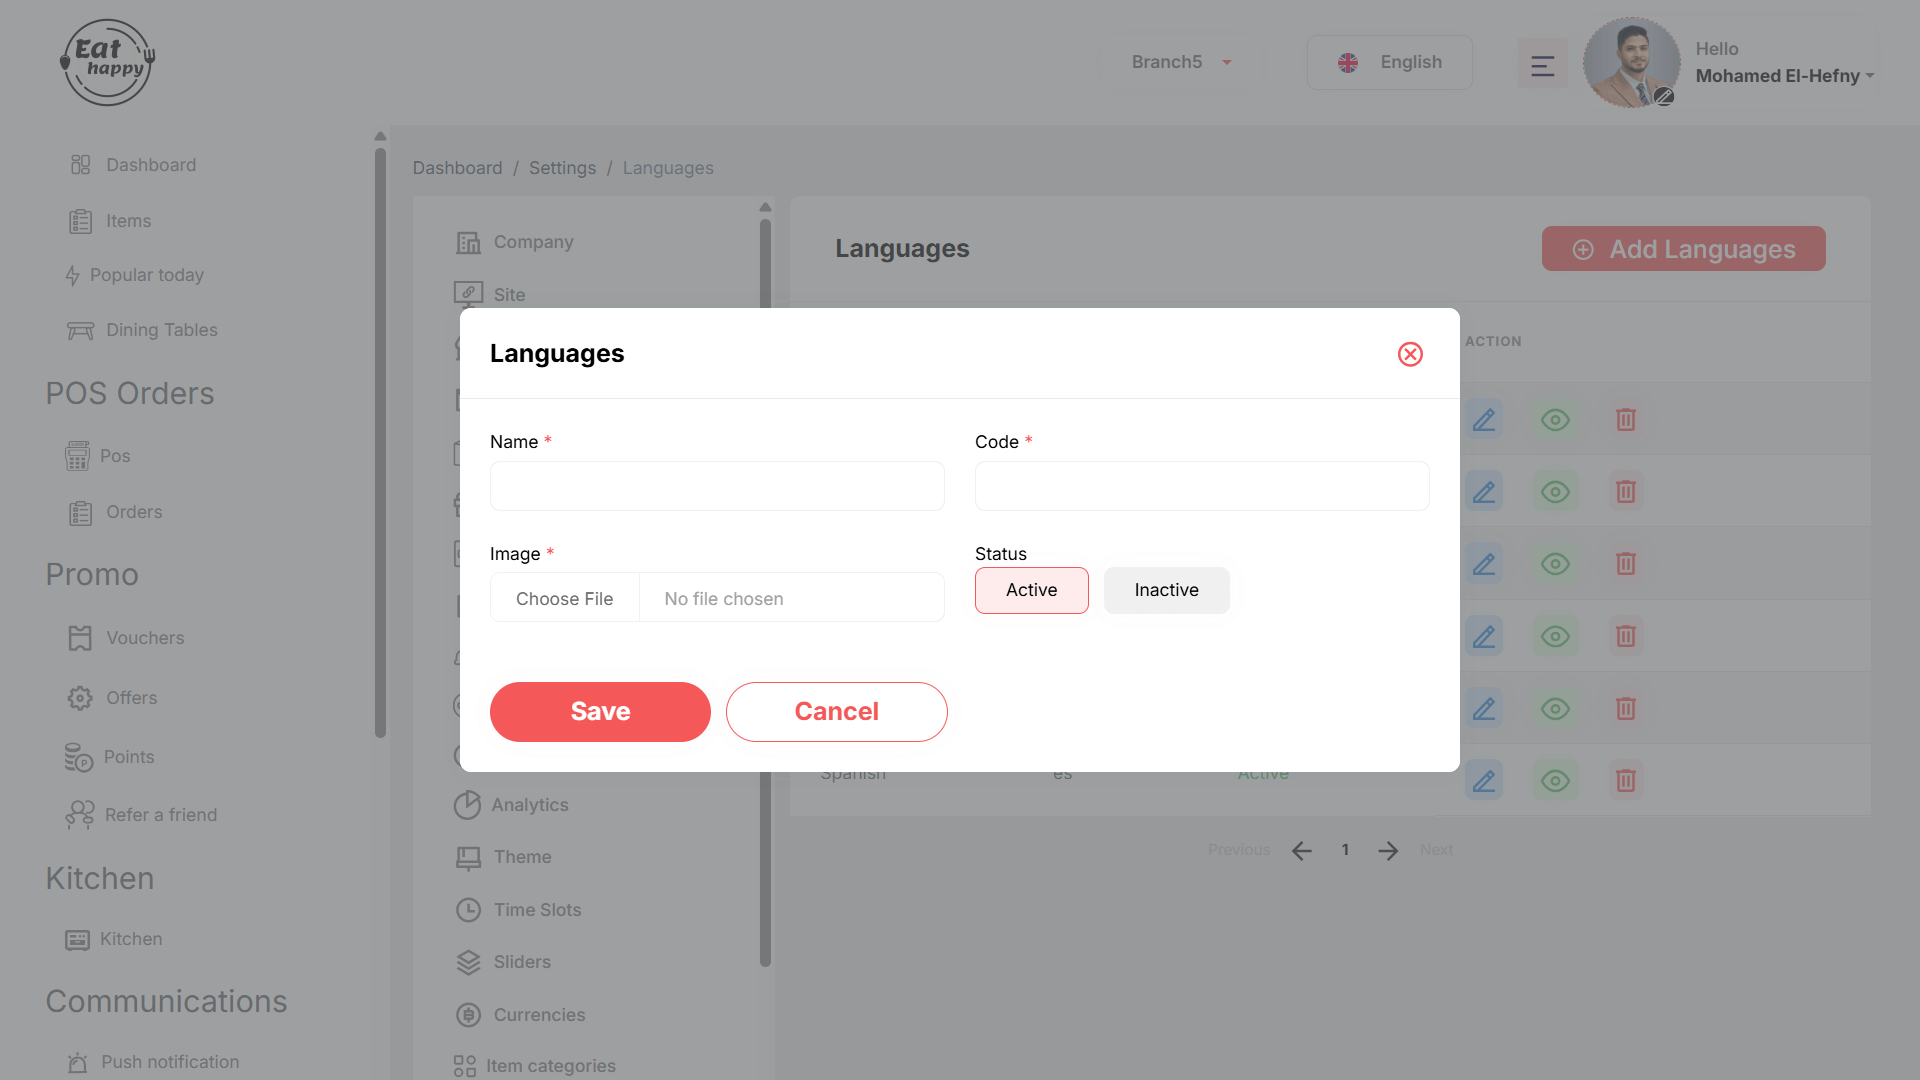 Eat
happy
Branch5
English
Hello
Mohamed El-Hefny
Dashboard
Items
Popular today
Dining Tables
POS Orders
Pos
Orders
Promo
Vouchers
Offers
Points
Refer a friend
Kitchen
Kitchen
Communications
Push notification
Dashboard / Settings / Languages
Company
Site
Analytics
Theme
Time Slots
Sliders
Currencies
Item categories
Languages
Add Languages
ACTION
Languages
Name *
Code *
Image *
Choose File No file chosen
Status
Active Inactive
Save Cancel
Spanish es Active
Previous 1 Next